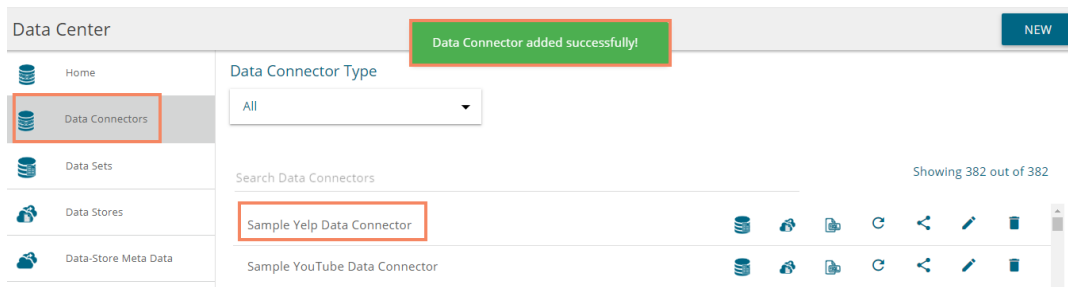 Data Center
Data Connector added successfully!
NEW
Home
Data Connector Type
All
Data Connectors
Data Sets
Search Data Connectors
Showing 382 out of 382
Data Stores
Sample Yelp Data Connector
Data-Store Meta Data
Sample YouTube Data Connector